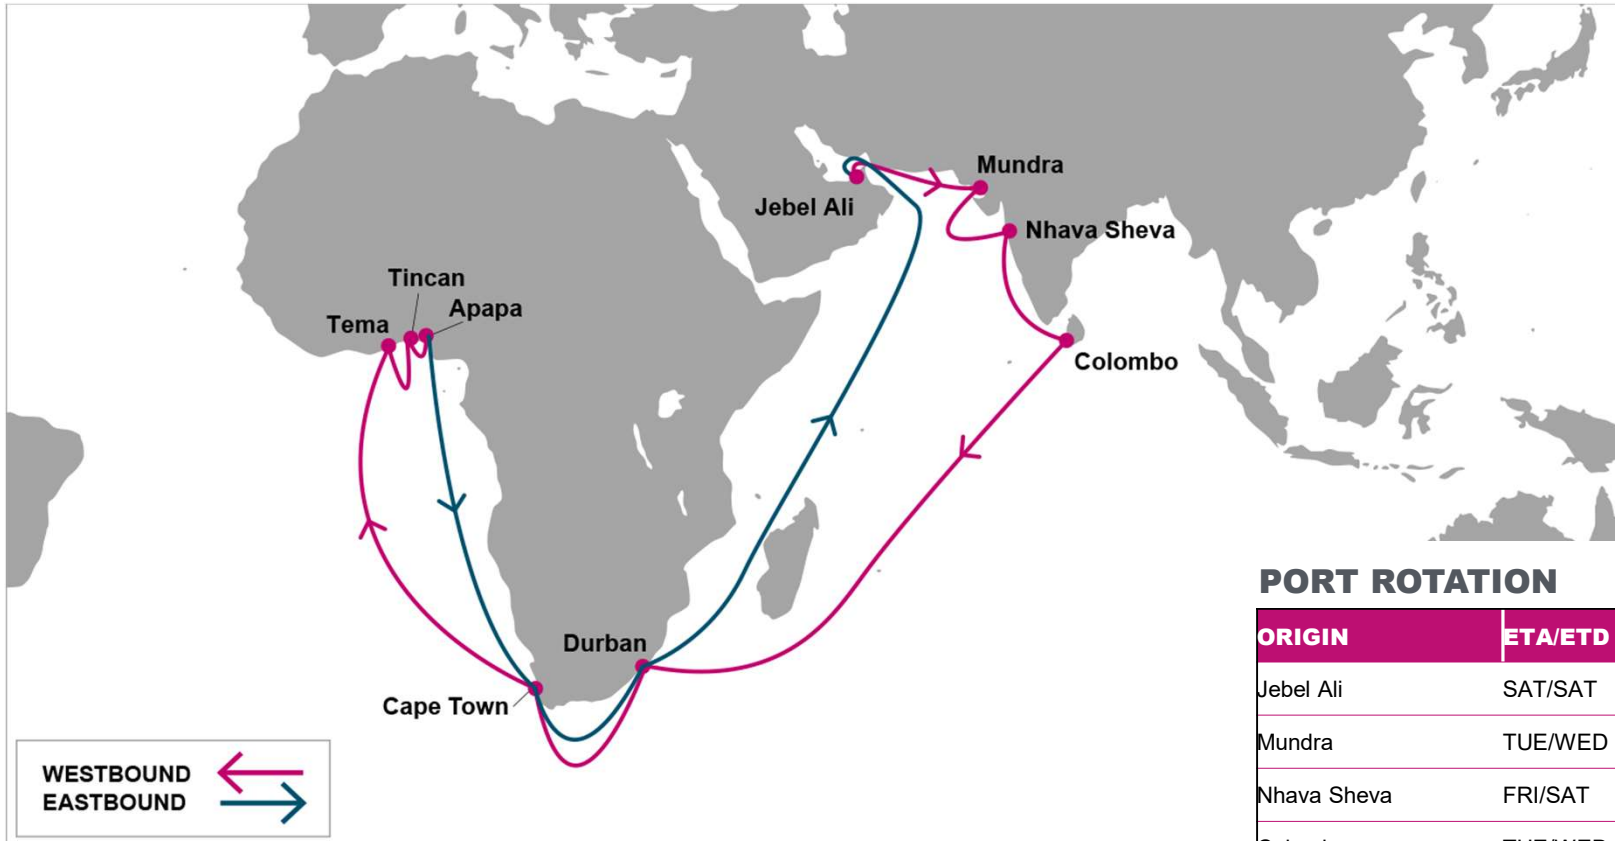 Mundra
Jebel Ali
Nhava Sheva
Tincan
Apapa
Tema
Colombo
Durban
Cape Town
WESTBOUND
EASTBOUND
PORT ROTATION
ORIGIN ETA/ETD
Jebel Ali SAT/SAT
Mundra TUE/WED
Nhava Sheva FRI/SAT